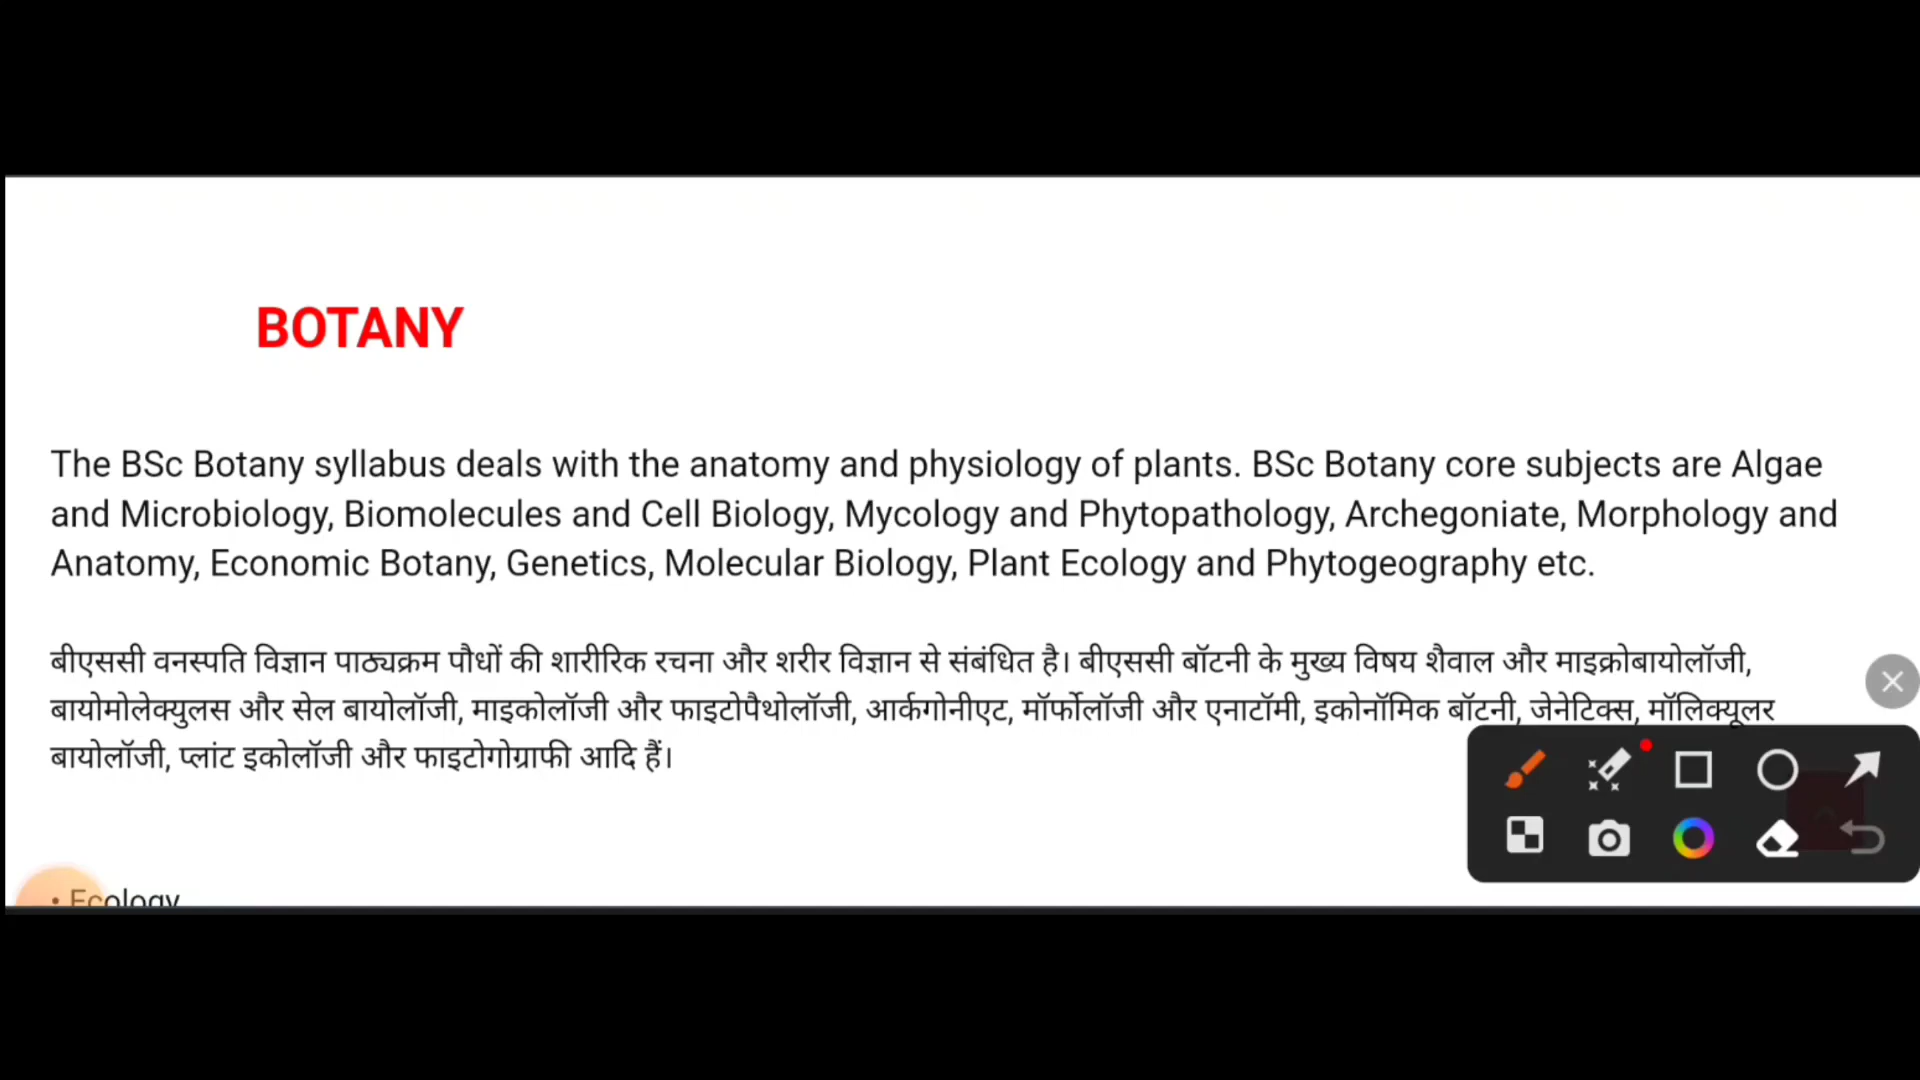 BOTANY
The BSc Botany syllabus deals with the anatomy and physiology of plants. BSc Botany core subjects are Algae
and Microbiology, Biomolecules and Cell Biology, Mycology and Phytopathology, Archegoniate, Morphology and
Anatomy, Economic Botany, Genetics, Molecular Biology, Plant Ecology and Phytogeography etc.
बीएससी वनस्पति विज्ञान पाठ्यक्रम पौधों की शारीरिक रचना और शरीर विज्ञान से संबंधित है। बीएससी बॉटनी के मुख्य विषय शैवाल और माइक्रोबायोलॉजी,
बायोमोलेक्युलस और सेल बायोलॉजी, माइकोलॉजी और फाइटोपैथोलॉजी, आर्कगोनीएट, मॉर्फोलॉजी और एनाटॉमी, इकोनॉमिक बॉटनी, जेनेटिक्स, मॉलिक्यूलर
बायोलॉजी, प्लांट इकोलॉजी और फाइटोगोग्राफी आदि हैं।
• Ecology